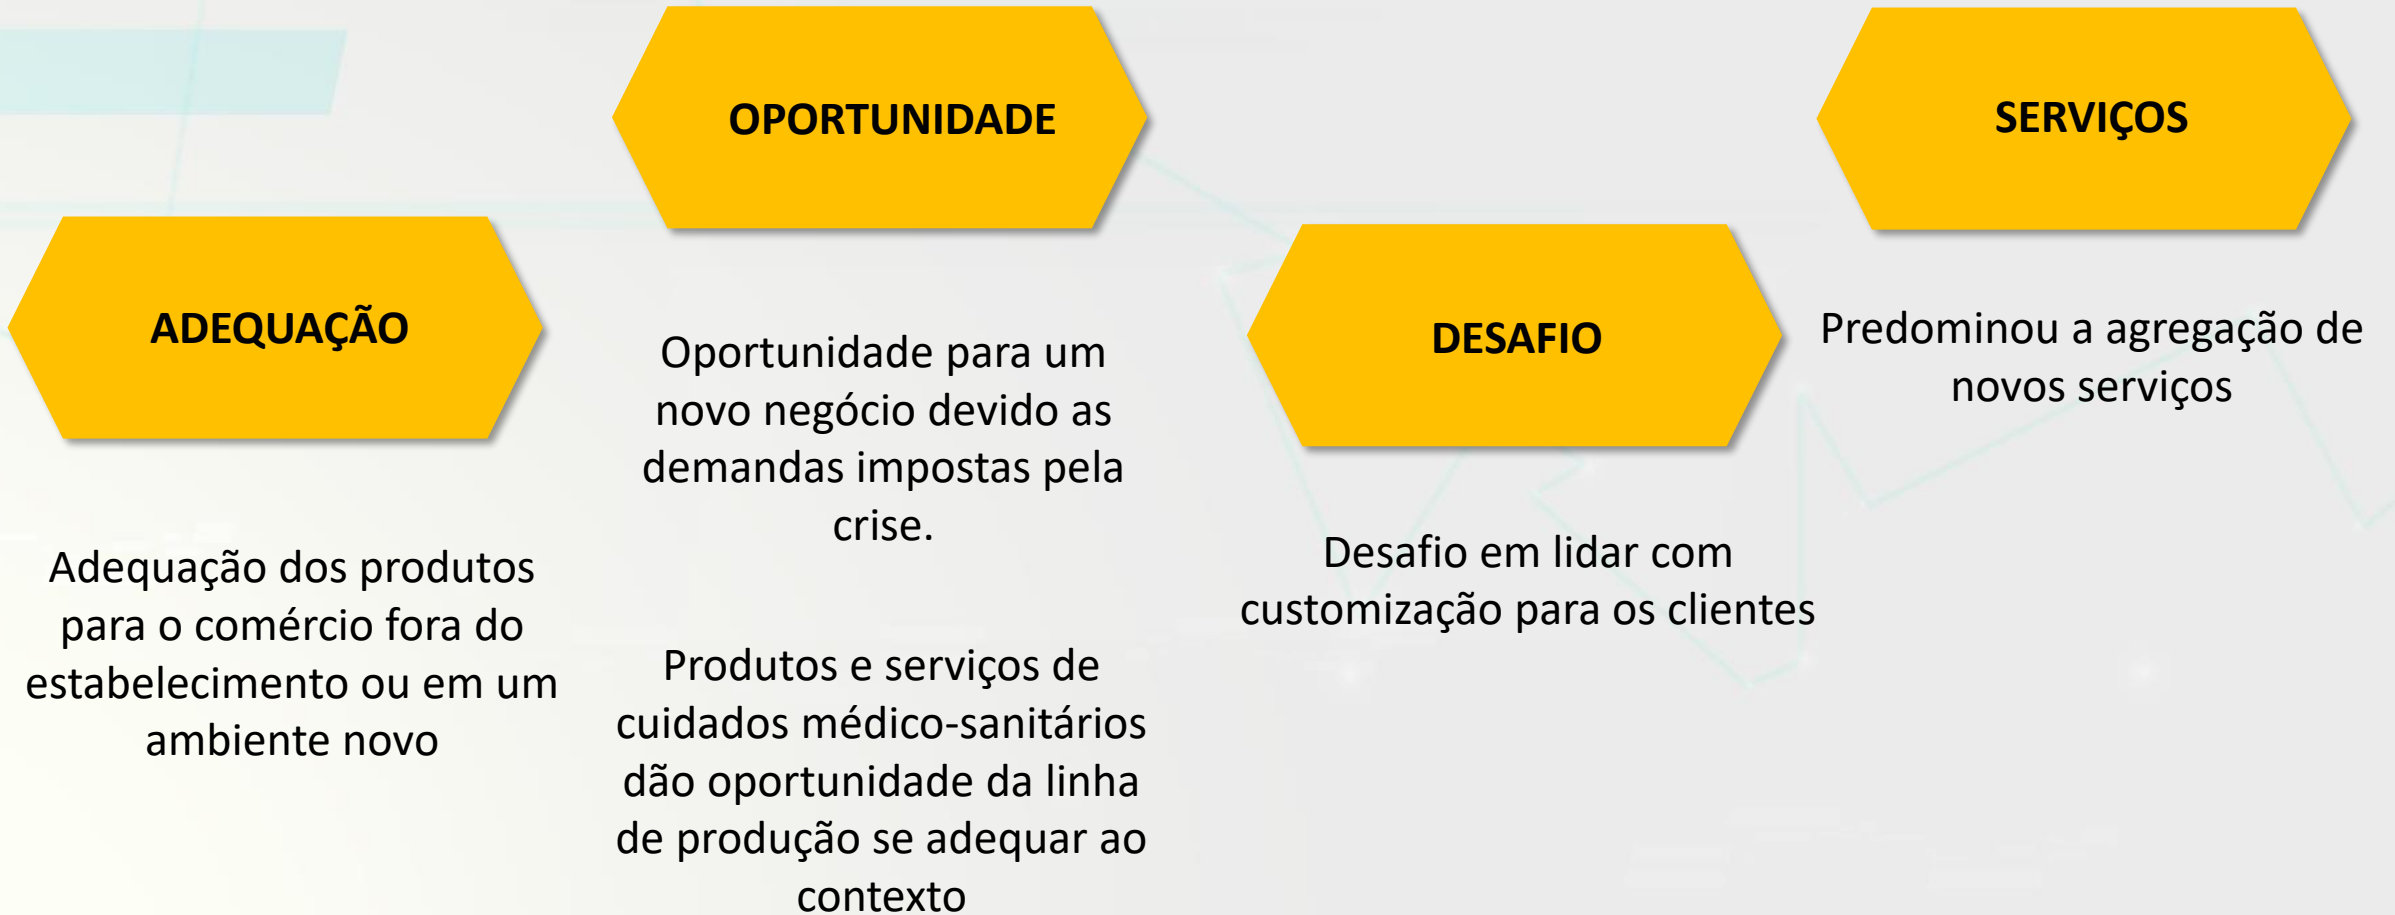 ADEQUAÇÃO
Adequação dos produtos
para o comércio fora do
estabelecimento ou em um
ambiente novo
OPORTUNIDADE
Oportunidade para um
novo negócio devido as
demandas impostas pela
crise.
Produtos e serviços de
cuidados médico-sanitários
dão oportunidade da linha
de produção se adequar ao
contexto
DESAFIO
Desafio em lidar com
customização para os clientes
SERVIÇOS
Predominou a agregação de
novos serviços